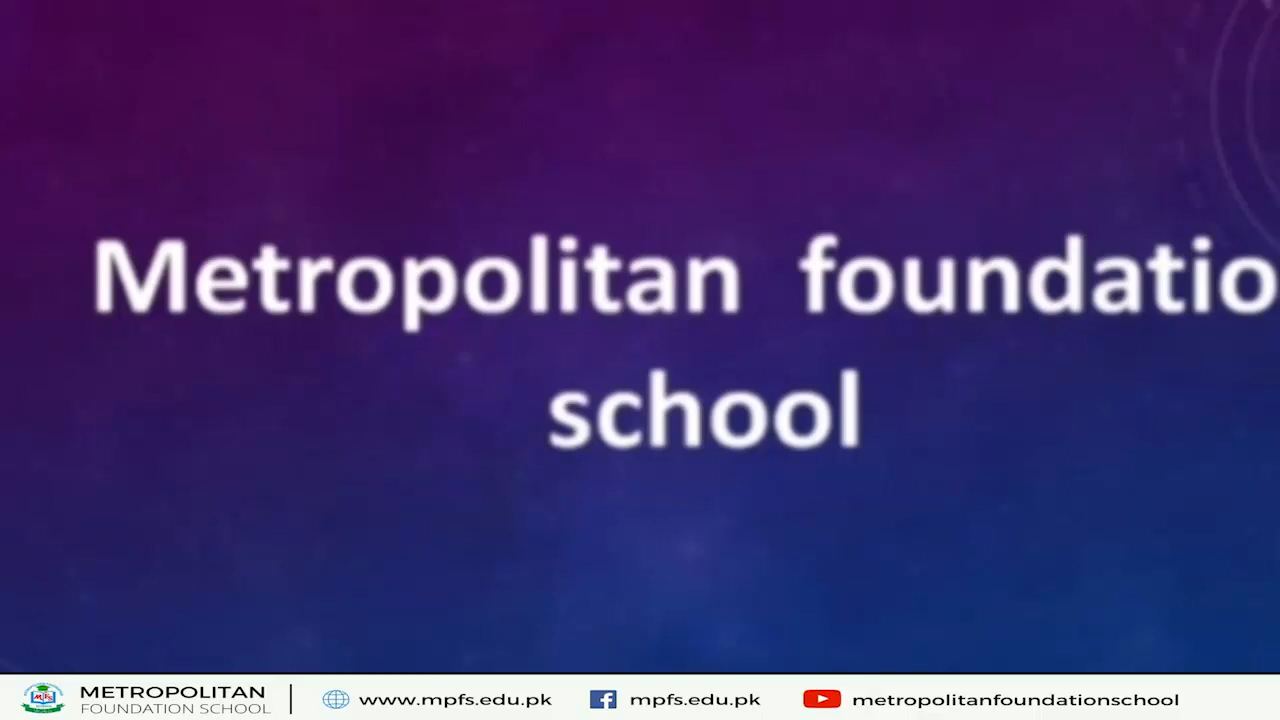 Metropolitan foundatio
school
METROPOLITAN
FOUNDATION SCHOOL
www.mpfs.edu.pk
mpfs.edu.pk
metropolitanfoundationschool